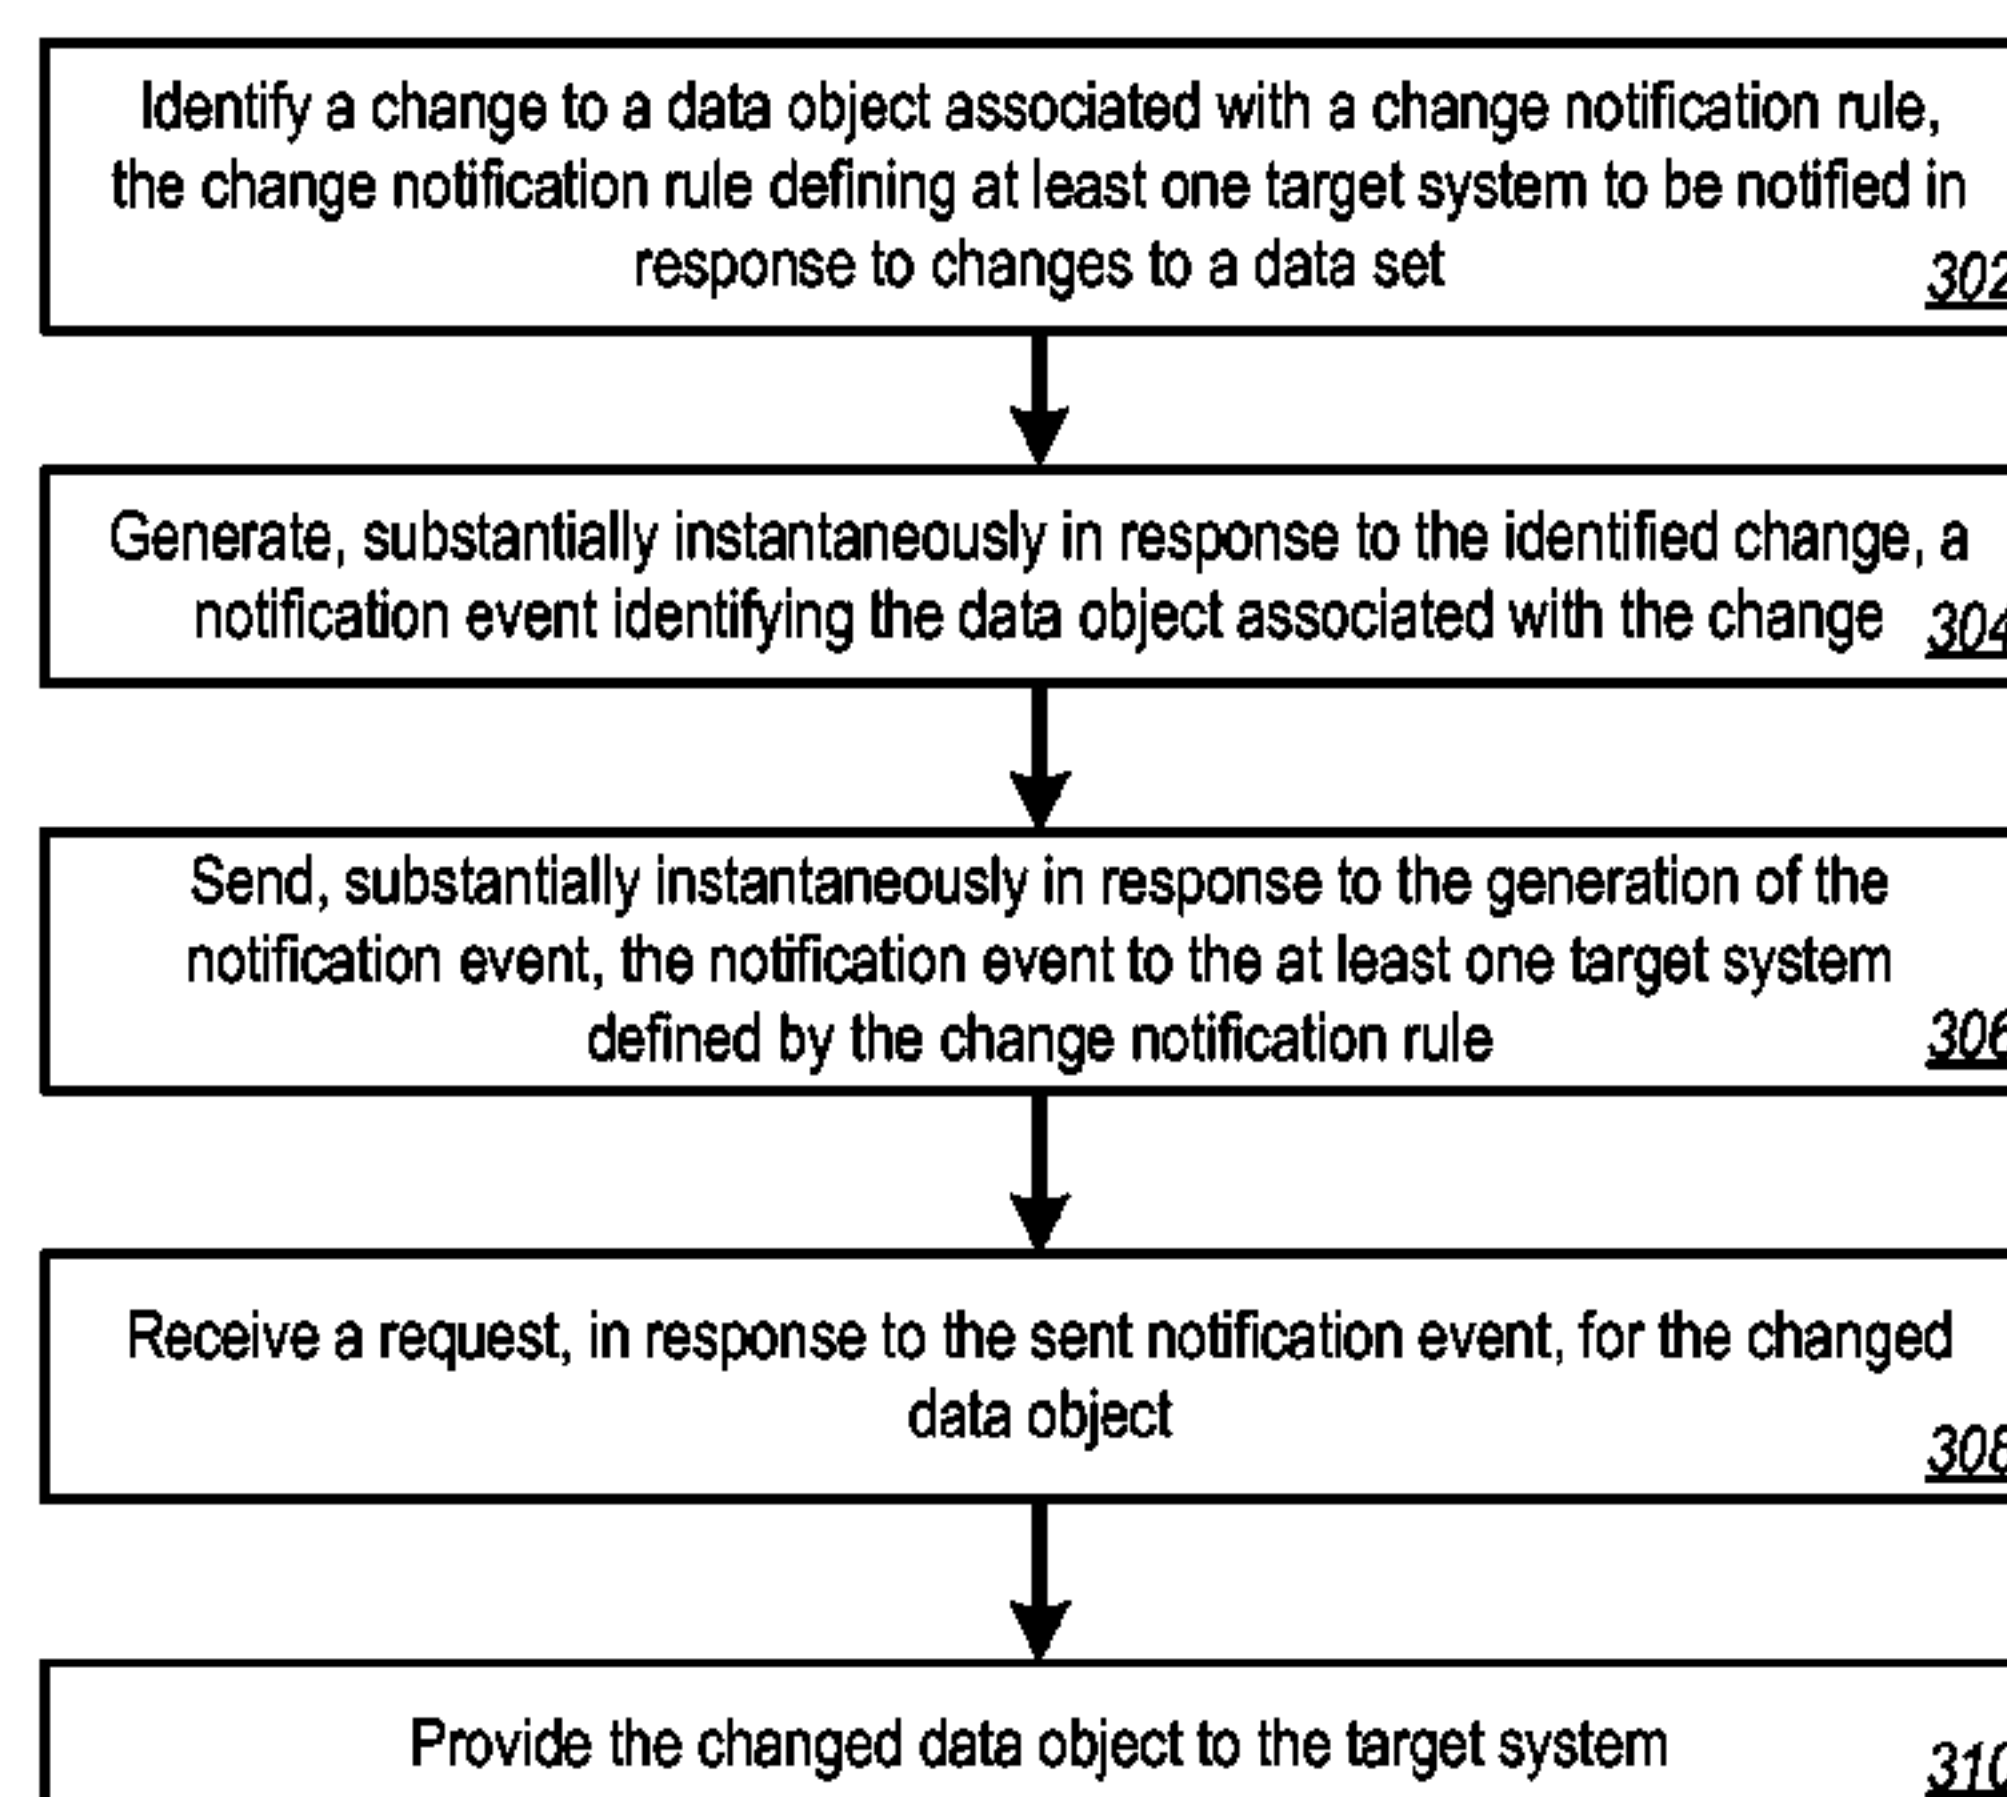 Identify a change to a data object associated with a change notification rule,
the change notification rule defining at least one target system to be notified in
response to changes to a data set
302
Generate, substantially instantaneously in response to the identified change, a
notification event identifying the data object associated with the change
304
Send, substantially instantaneously in response to the generation of the
notification event, the notification event to the at least one target system
defined by the change notification rule
306
Receive a request, in response to the sent notification event, for the changed
data object
308
Provide the changed data object to the target system
310